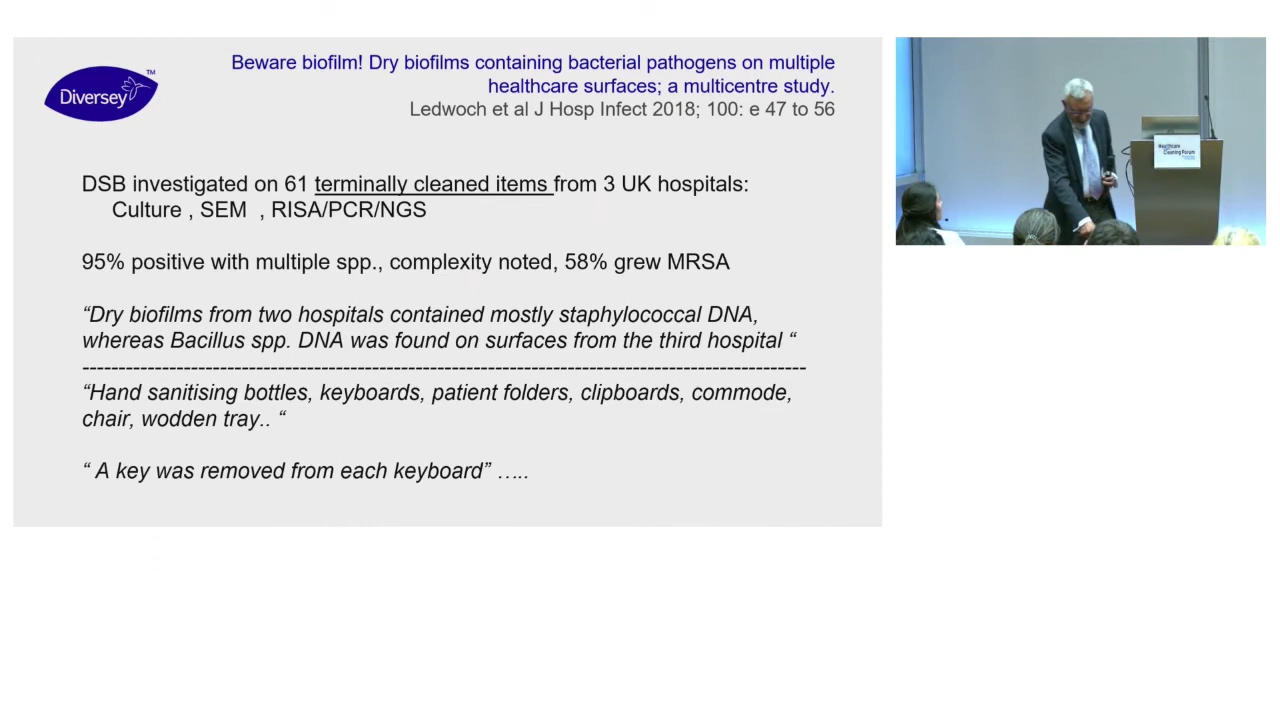 Diversey
TM
Beware biofilm! Dry biofilms containing bacterial pathogens on multiple
healthcare surfaces; a multicentre study.
Ledwoch et al J Hosp Infect 2018; 100: e 47 to 56
DSB investigated on 61 terminally cleaned items from 3 UK hospitals:
Culture , SEM , RISA/PCR/NGS
95% positive with multiple spp., complexity noted, 58% grew MRSA
“Dry biofilms from two hospitals contained mostly staphylococcal DNA,
whereas Bacillus spp. DNA was found on surfaces from the third hospital “
--------------------------------------------------------------------------------------------------
“Hand sanitising bottles, keyboards, patient folders, clipboards, commode,
chair, wodden tray.. “
“ A key was removed from each keyboard” …..
Healthcare
Cleaning Forum